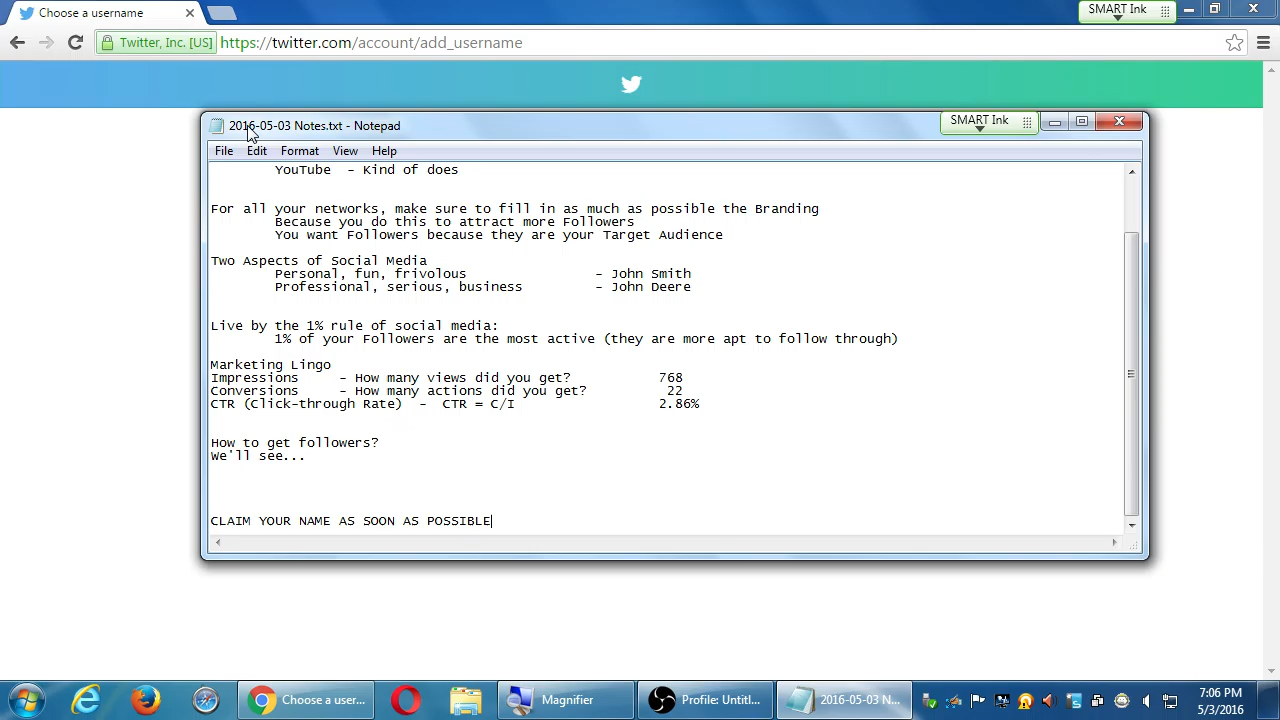 Choose a username
SMART Ink
Twitter, Inc. [US]
https://twitter.com/account/add_username
2016-05-03 Notes.txt - Notepad
SMART Ink
File Edit Format View Help
YouTube - Kind of does
For all your networks, make sure to fill in as much as possible the Branding
Because you do this to attract more Followers
You want Followers because they are your Target Audience
Two Aspects of Social Media
Personal, fun, frivolous - John Smith
Professional, serious, business - John Deere
Live by the 1% rule of social media:
1% of your Followers are the most active (they are more apt to follow through)
Marketing Lingo
Impressions - How many views did you get? 768
Conversions - How many actions did you get? 22
CTR (Click-through Rate) - CTR = C/I 2.86%
How to get followers?
We'll see...
CLAIM YOUR NAME AS SOON AS POSSIBLE
Choose a user... Magnifier Profile: Untitl... 2016-05-03 N...
7:06 PM
5/3/2016